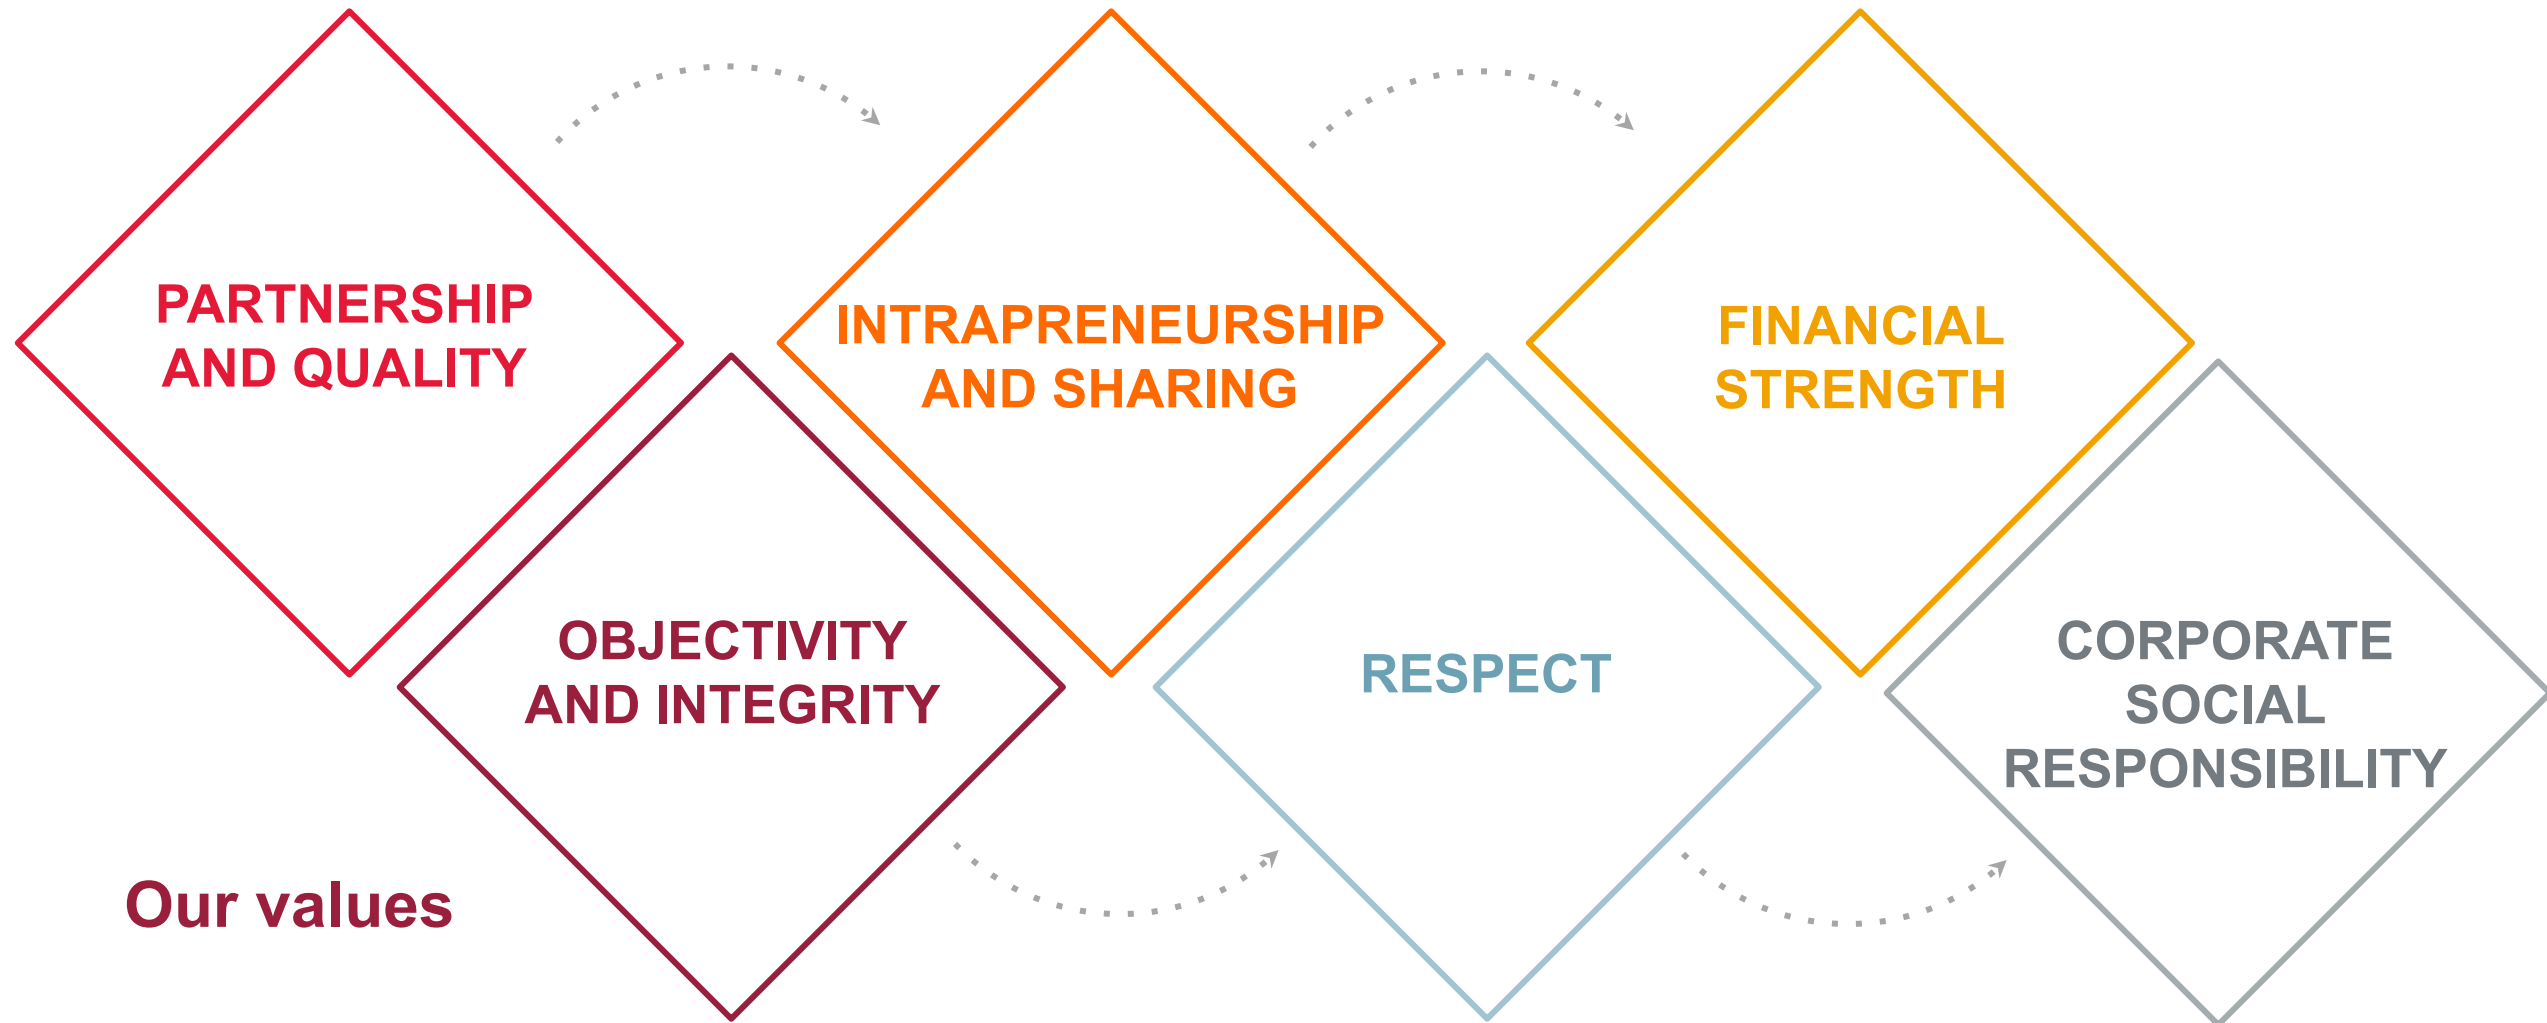 PARTNERSHIP
AND QUALITY
INTRAPRENEURSHIP
AND SHARING
FINANCIAL
STRENGTH
OBJECTIVITY
AND INTEGRITY
RESPECT
CORPORATE
SOCIAL
RESPONSIBILITY
Our values